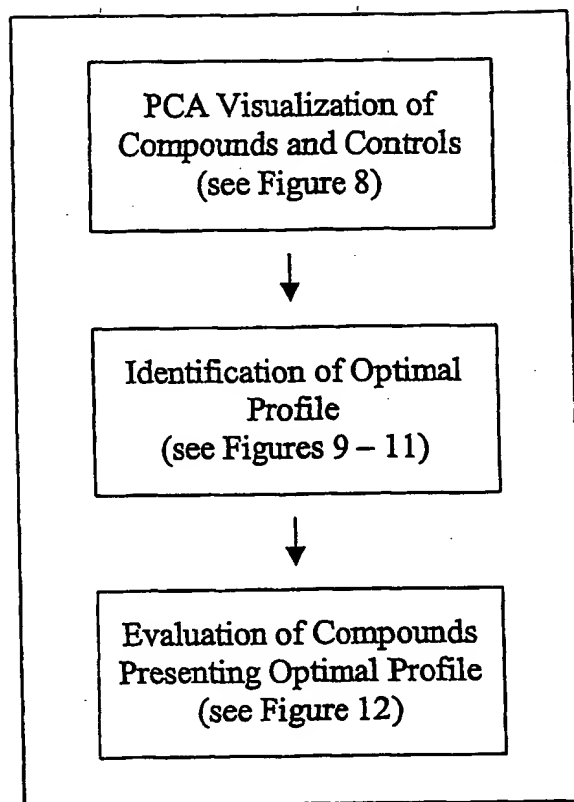 PCA Visualization of
Compounds and Controls
(see Figure 8)
Identification of Optimal
Profile
(see Figures 9 – 11)
Evaluation of Compounds
Presenting Optimal Profile
(see Figure 12)